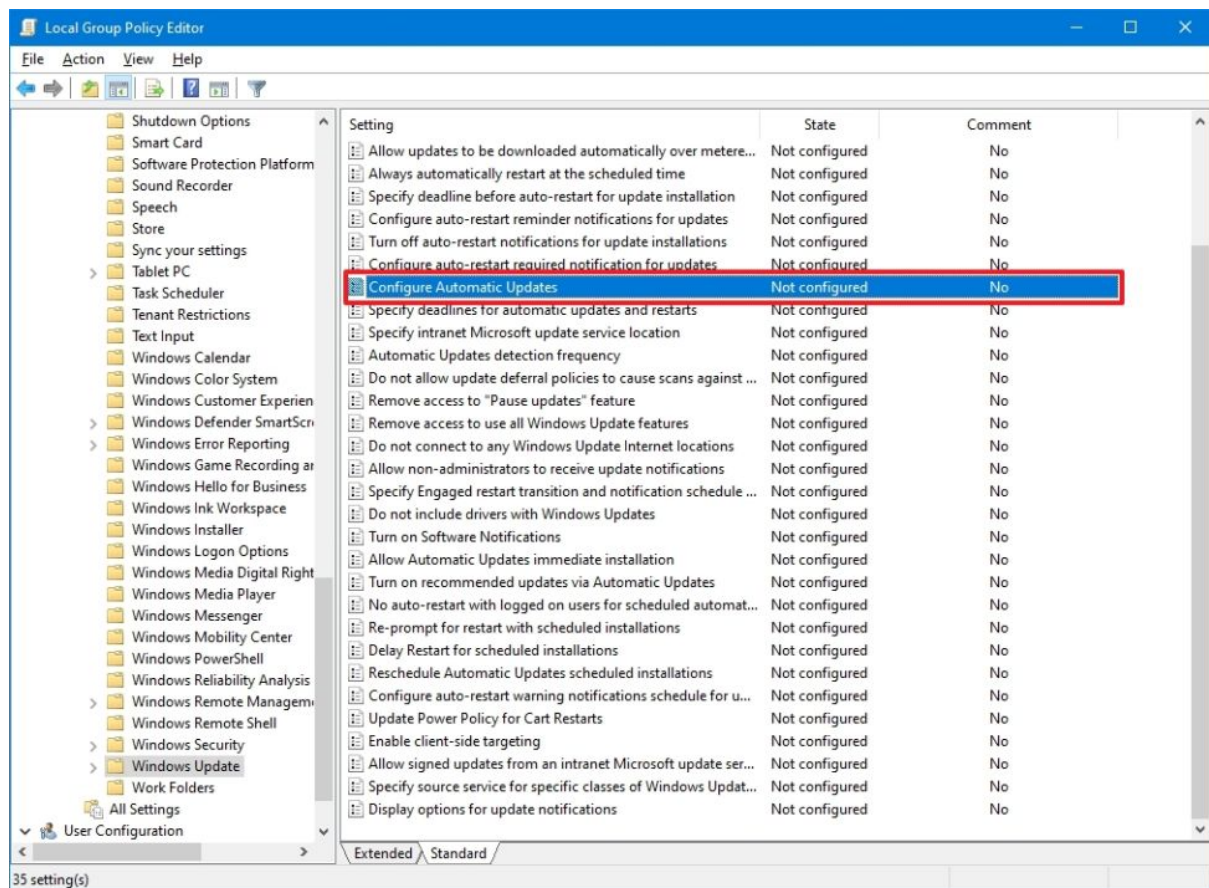 Local Group Policy Editor
File Action View Help
Shutdown Options
Smart Card
Software Protection Platform
Sound Recorder
Speech
Store
Sync your settings
Tablet PC
Task Scheduler
Tenant Restrictions
Text Input
Windows Calendar
Windows Color System
Windows Customer Experien
Windows Defender SmartScr
Windows Error Reporting
Windows Game Recording ar
Windows Hello for Business
Windows Ink Workspace
Windows Installer
Windows Logon Options
Windows Media Digital Right
Windows Media Player
Windows Messenger
Windows Mobility Center
Windows PowerShell
Windows Reliability Analysis
Windows Remote Managem
Windows Remote Shell
Windows Security
Windows Update
Work Folders
All Settings
User Configuration
Setting State Comment
Allow updates to be downloaded automatically over metere... Not configured No
Always automatically restart at the scheduled time Not configured No
Specify deadline before auto-restart for update installation Not configured No
Configure auto-restart reminder notifications for updates Not configured No
Turn off auto-restart notifications for update installations Not configured No
Configure auto-restart required notification for updates Not configured No
Configure Automatic Updates Not configured No
Specify deadlines for automatic updates and restarts Not configured No
Specify intranet Microsoft update service location Not configured No
Automatic Updates detection frequency Not configured No
Do not allow update deferral policies to cause scans against ... Not configured No
Remove access to "Pause updates" feature Not configured No
Remove access to use all Windows Update features Not configured No
Do not connect to any Windows Update Internet locations Not configured No
Allow non-administrators to receive update notifications Not configured No
Specify Engaged restart transition and notification schedule ... Not configured No
Do not include drivers with Windows Updates Not configured No
Turn on Software Notifications Not configured No
Allow Automatic Updates immediate installation Not configured No
Turn on recommended updates via Automatic Updates Not configured No
No auto-restart with logged on users for scheduled automat... Not configured No
Re-prompt for restart with scheduled installations Not configured No
Delay Restart for scheduled installations Not configured No
Reschedule Automatic Updates scheduled installations Not configured No
Configure auto-restart warning notifications schedule for u... Not configured No
Update Power Policy for Cart Restarts Not configured No
Enable client-side targeting Not configured No
Allow signed updates from an intranet Microsoft update ser... Not configured No
Specify source service for specific classes of Windows Updat... Not configured No
Display options for update notifications Not configured No
Extended Standard
35 setting(s)